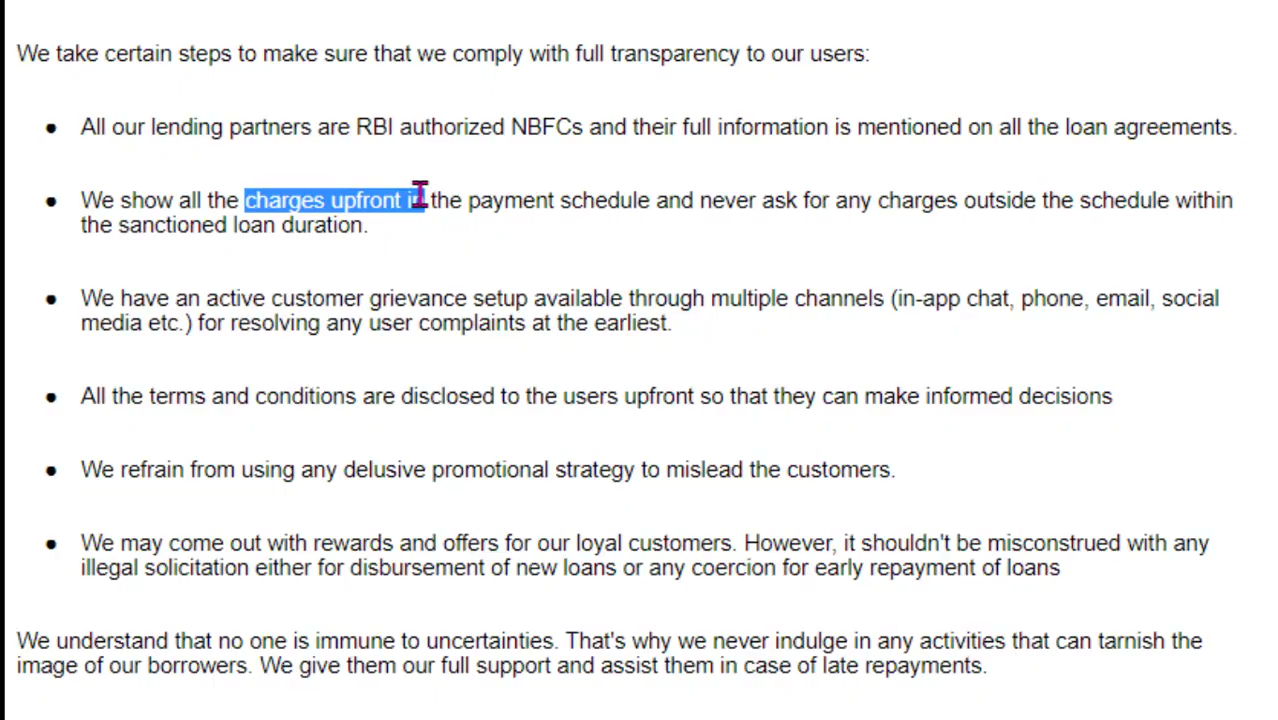 We take certain steps to make sure that we comply with full transparency to our users:
● All our lending partners are RBI authorized NBFCs and their full information is mentioned on all the loan agreements.
● We show all the charges upfront in the payment schedule and never ask for any charges outside the schedule within
the sanctioned loan duration.
● We have an active customer grievance setup available through multiple channels (in-app chat, phone, email, social
media etc.) for resolving any user complaints at the earliest.
● All the terms and conditions are disclosed to the users upfront so that they can make informed decisions
● We refrain from using any delusive promotional strategy to mislead the customers.
● We may come out with rewards and offers for our loyal customers. However, it shouldn't be misconstrued with any
illegal solicitation either for disbursement of new loans or any coercion for early repayment of loans
We understand that no one is immune to uncertainties. That's why we never indulge in any activities that can tarnish the
image of our borrowers. We give them our full support and assist them in case of late repayments.